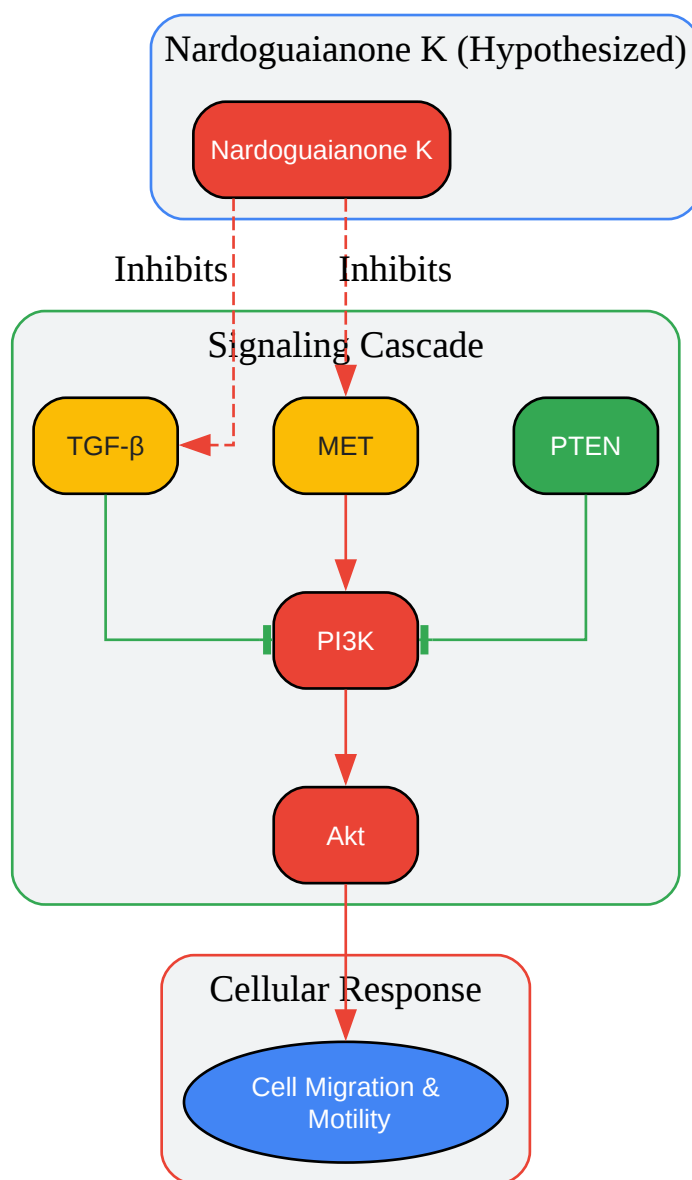 Nardoguaianone K (Hypothesized)
Nardoguaianone K
Inhibits
Inhibits
Signaling Cascade
TGF-β
MET
PTEN
PI3K
Akt
Cellular Response
Cell Migration &
Motility